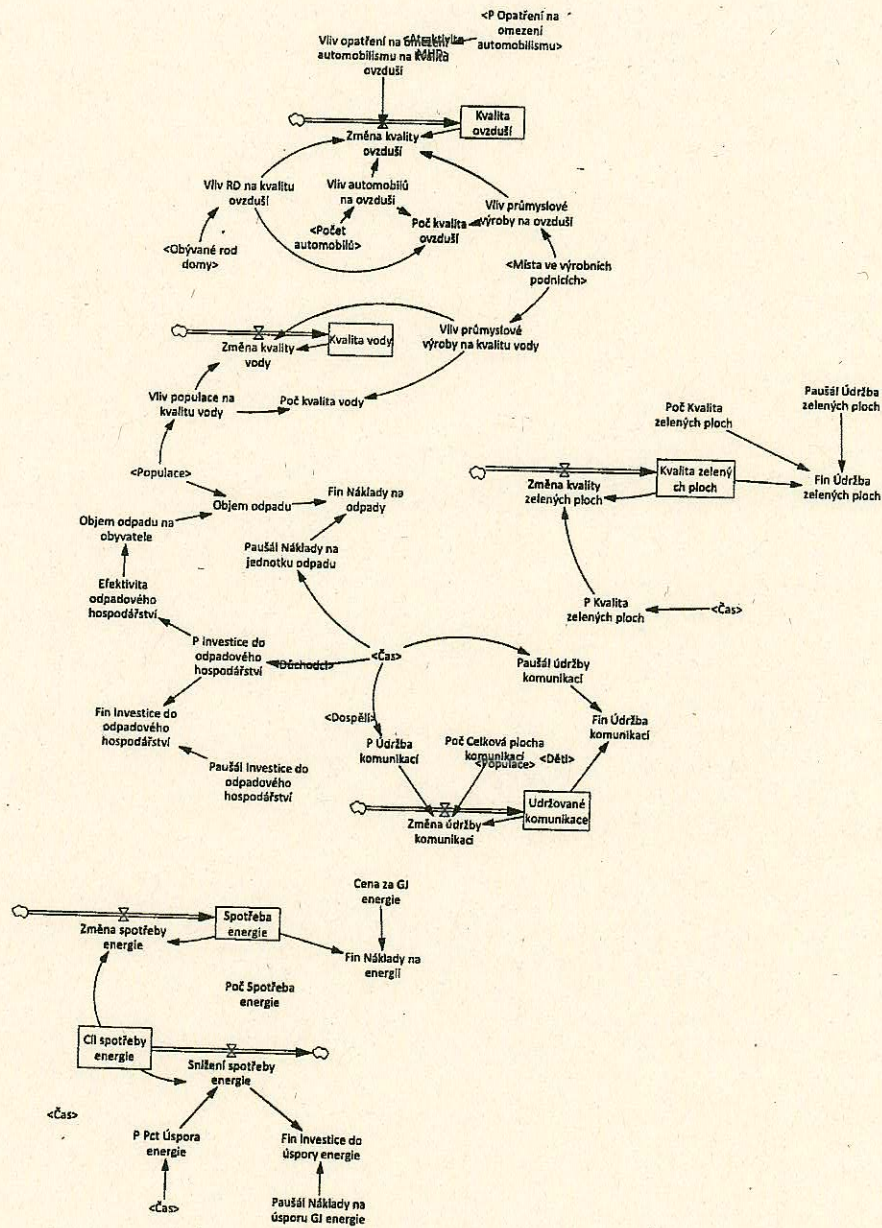 <P Opatření na
omezení
automobilismu>
Vliv opatření na omezení
automobilismu na kvalitu
ovzduší
Kvalita
ovzduší
Změna kvality
ovzduší
Vliv RD na kvalitu
ovzduší
Vliv automobilů
na ovzduší
Vliv průmyslové
výroby na ovzduší
<Počet
automobilů>
Poč kvalita
ovzduší
<Obývané rod
domy>
<Místa ve výrobních
podnicích>
Kvalita vody
Změna kvality
vody
Vliv průmyslové
výroby na kvalitu vody
Vliv populace na
kvalitu vody
Poč kvalita vody
Poč Kvalita
zelených ploch
Paušál Údržba
zelených ploch
<Populace>
Kvalita zelený
ch ploch
Změna kvality
zelených ploch
Fin Údržba
zelených ploch
Objem odpadu
Fin Náklady na
odpady
Objem odpadu na
obyvatele
Paušál Náklady na
jednotku odpadu
Efektivita
odpadového
hospodářství
P Kvalita
zelených ploch
<Čas>
P Investice do
odpadového
hospodářství
<Důchodci>
<Čas>
Paušál údržby
komunikací
Fin Investice do
odpadového
hospodářství
<Dospělí>
Fin Údržba
komunikací
P Údržba
komunikací
Poč Celková plocha
komunikací
<Populace>
<Děti>
Paušál Investice do
odpadového
hospodářství
Udržované
komunikace
Změna údržby
komunikací
Cena za GJ
energie
Spotřeba
energie
Změna spotřeby
energie
Fin Náklady na
energii
Poč Spotřeba
energie
Cíl spotřeby
energie
Snížení spotřeby
energie
<Čas>
P Pct Úspora
energie
Fin Investice do
úspory energie
<Čas>
Paušál Náklady na
úsporu GJ energie